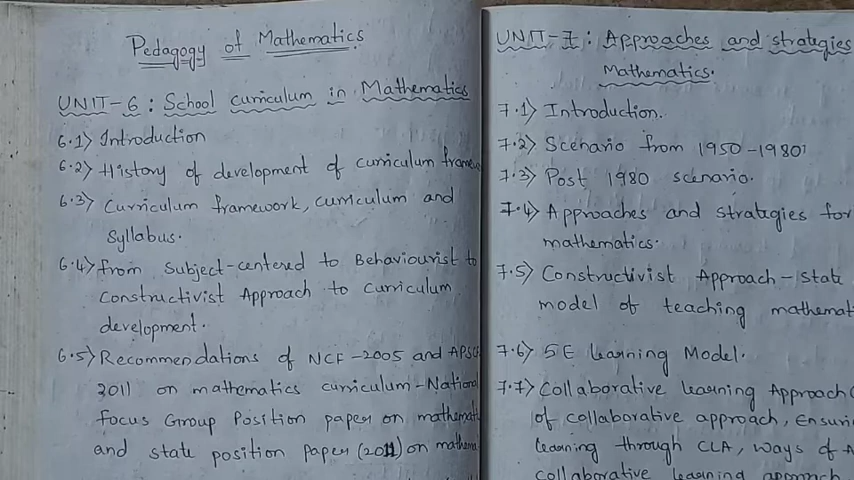 Pedagogy of Mathematics
UNIT-6 : School curriculum in Mathematics
6.1) Introduction
6.2) History of development of curriculum frame
6.3) Curriculum framework, curriculum and
syllabus.
6.4) From Subject-centered to Behaviourist to
Constructivist Approach to Curriculum
development.
6.5) Recommendations of NCF-2005 and APSC
2011 on mathematics curriculum-National
Focus Group Position paper on mathemat
and state position Paper (2011) on mathema
UNIT-7 : Approaches and strategies
Mathematics.
7.1) Introduction.
7.2) Scenario from 1950-1980
7.3) Post 1980 scenario.
7.4) Approaches and strategies for
mathematics.
7.5) Constructivist Approach-state
model of teaching mathemat
7.6) 5E learning Model.
7.7) Collaborative learning Approach
of collaborative approach, Ensuri
learning through CLA, ways of A
collaborative learning approach